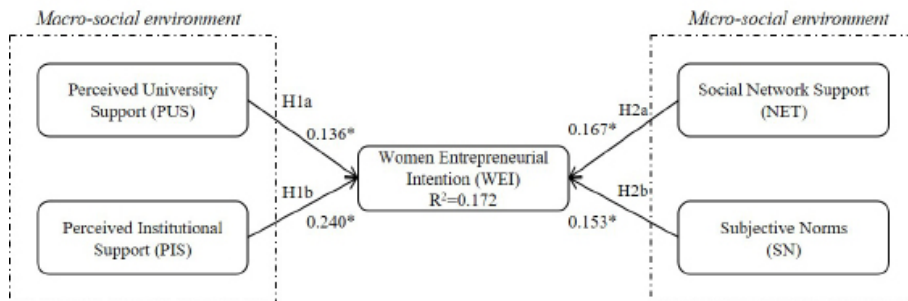 Macro-social environment
Micro-social environment
Perceived University
Support (PUS)
H1a
0.136*
Perceived Institutional
Support (PIS)
H1b
0.240*
Women Entrepreneurial
Intention (WEI)
R²=0.172
Social Network Support
(NET)
H2a
0.167*
Subjective Norms
(SN)
H2b
0.153*